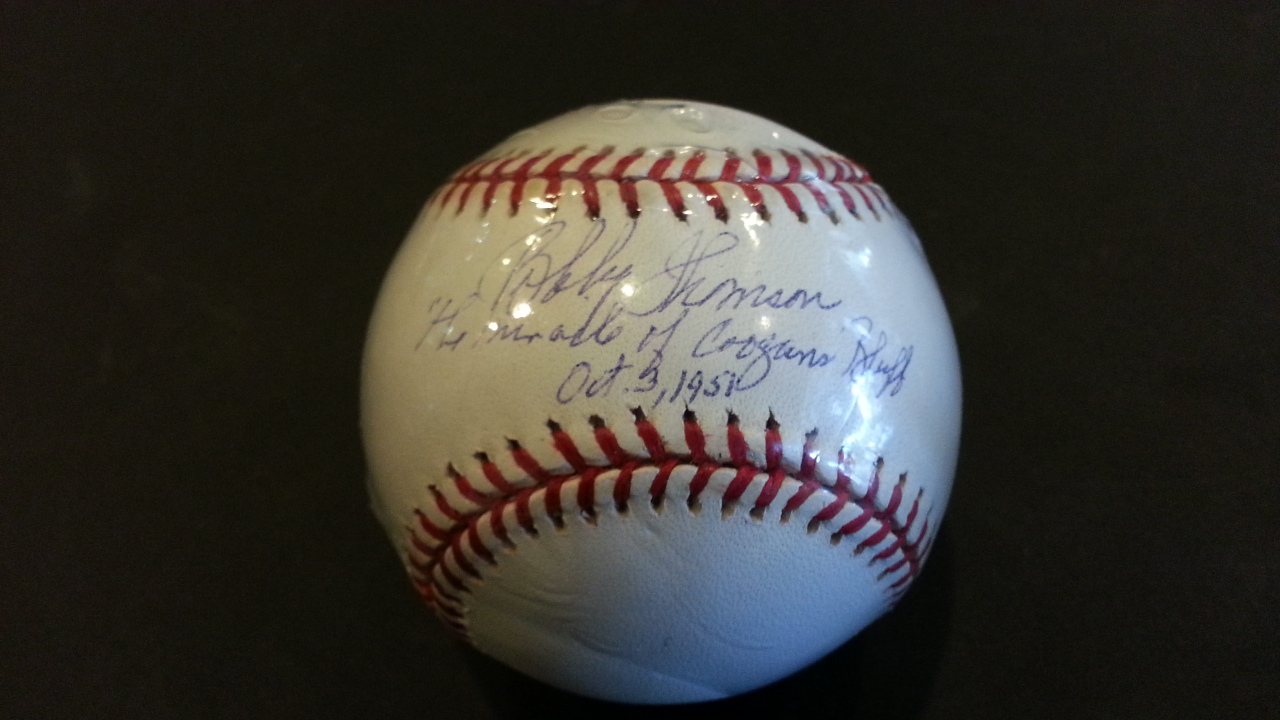 Bobby Thomson
"The miracle of Coogans Bluff
Oct. 3, 1951